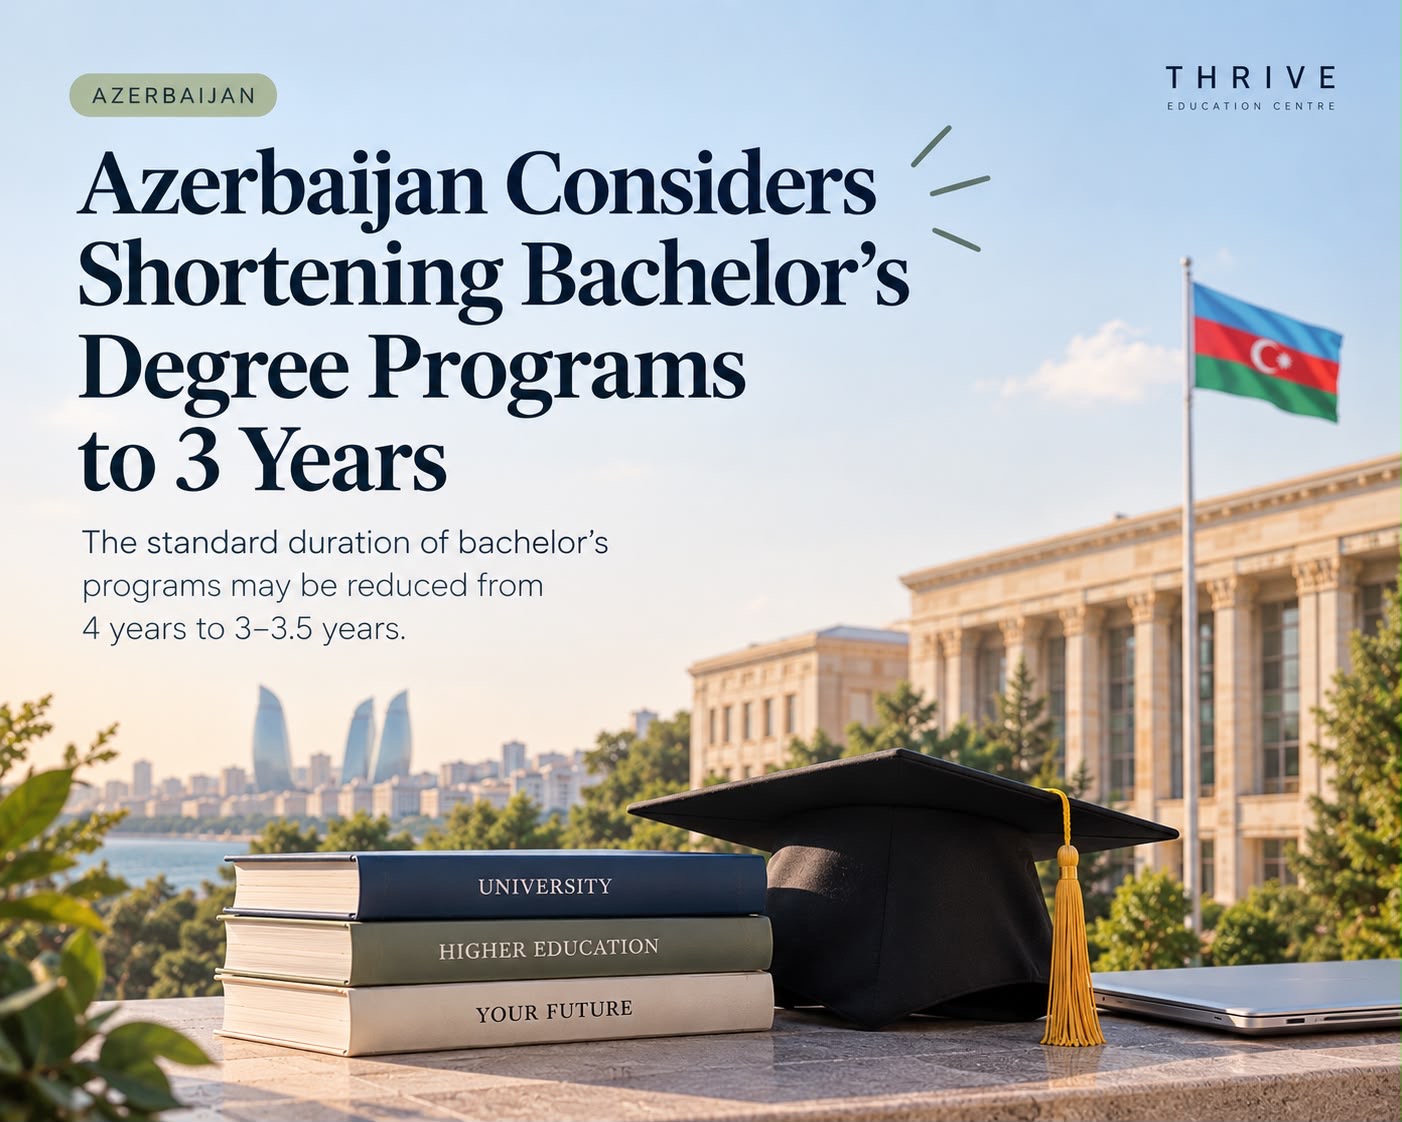 AZERBAIJAN
THRIVE
EDUCATION CENTRE
Azerbaijan Considers
Shortening Bachelor’s
Degree Programs
to 3 Years
The standard duration of bachelor’s
programs may be reduced from
4 years to 3–3.5 years.
UNIVERSITY
HIGHER EDUCATION
YOUR FUTURE